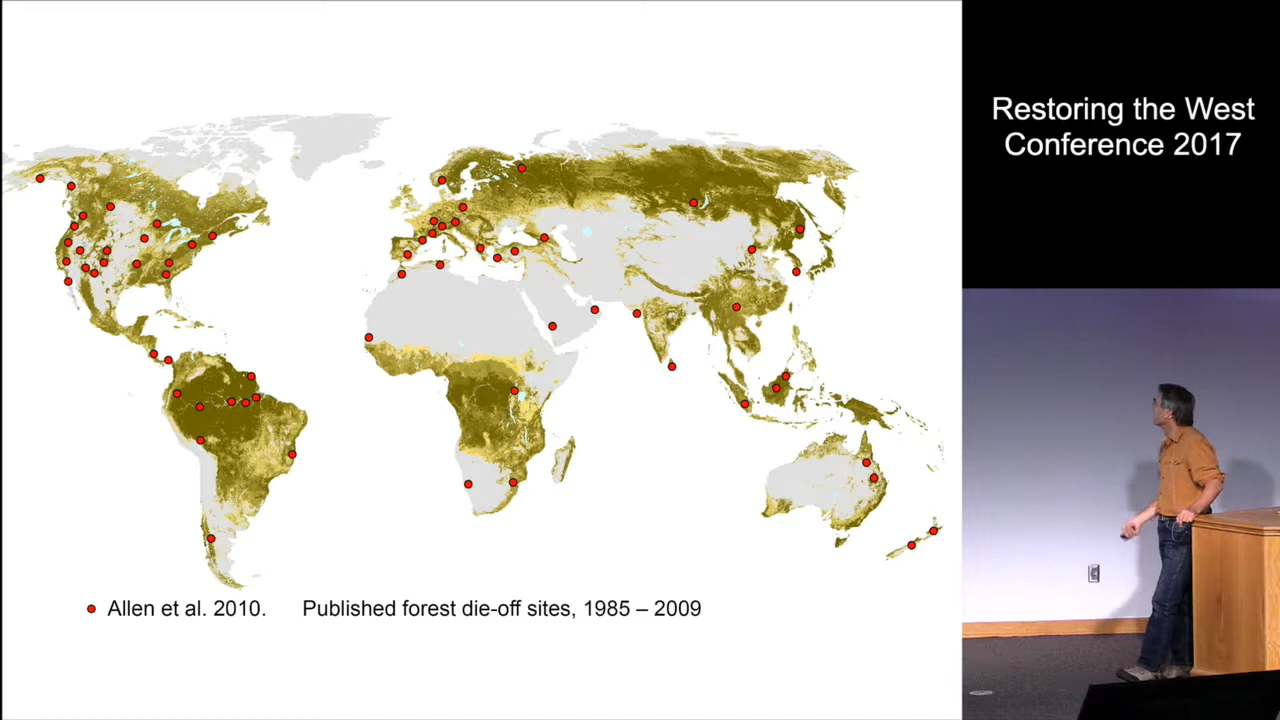 Restoring the West
Conference 2017
Allen et al. 2010. Published forest die-off sites, 1985 – 2009